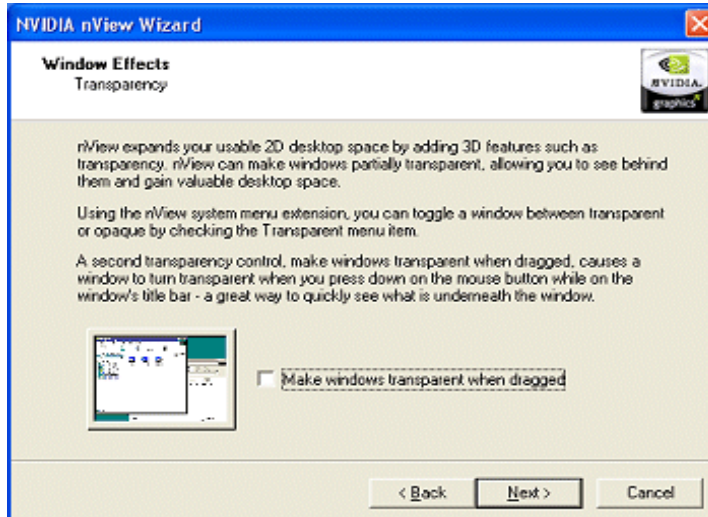 NVIDIA nView Wizard
Window Effects
Transparency
NVIDIA.
graphics
nView expands your usable 2D desktop space by adding 3D features such as
transparency. nView can make windows partially transparent, allowing you to see behind
them and gain valuable desktop space.
Using the nView system menu extension, you can toggle a window between transparent
or opaque by checking the Transparent menu item.
A second transparency control, make windows transparent when dragged, causes a
window to turn transparent when you press down on the mouse button while on the
window's title bar - a great way to quickly see what is underneath the window.
Make windows transparent when dragged
< Back
Next >
Cancel